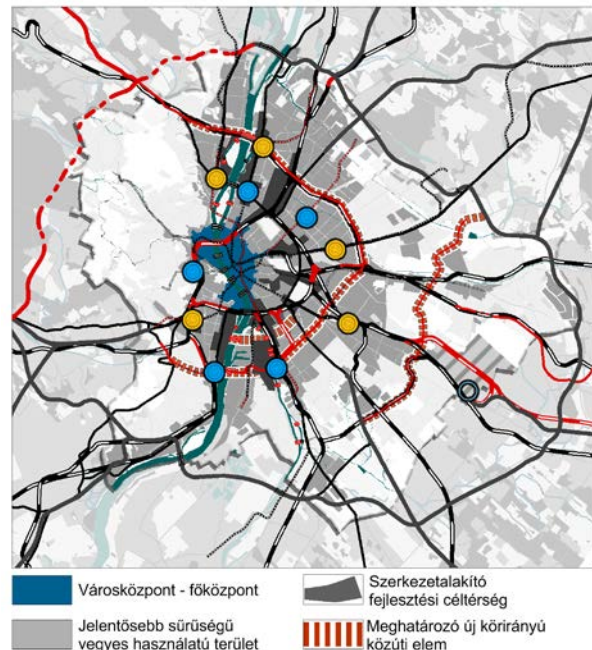 Városközpont - főközpont
Szerkezetalakító
fejlesztési céltérség
Jelentősebb sűrűségű
vegyes használatú terület
Meghatározó új körirányú
közúti elem